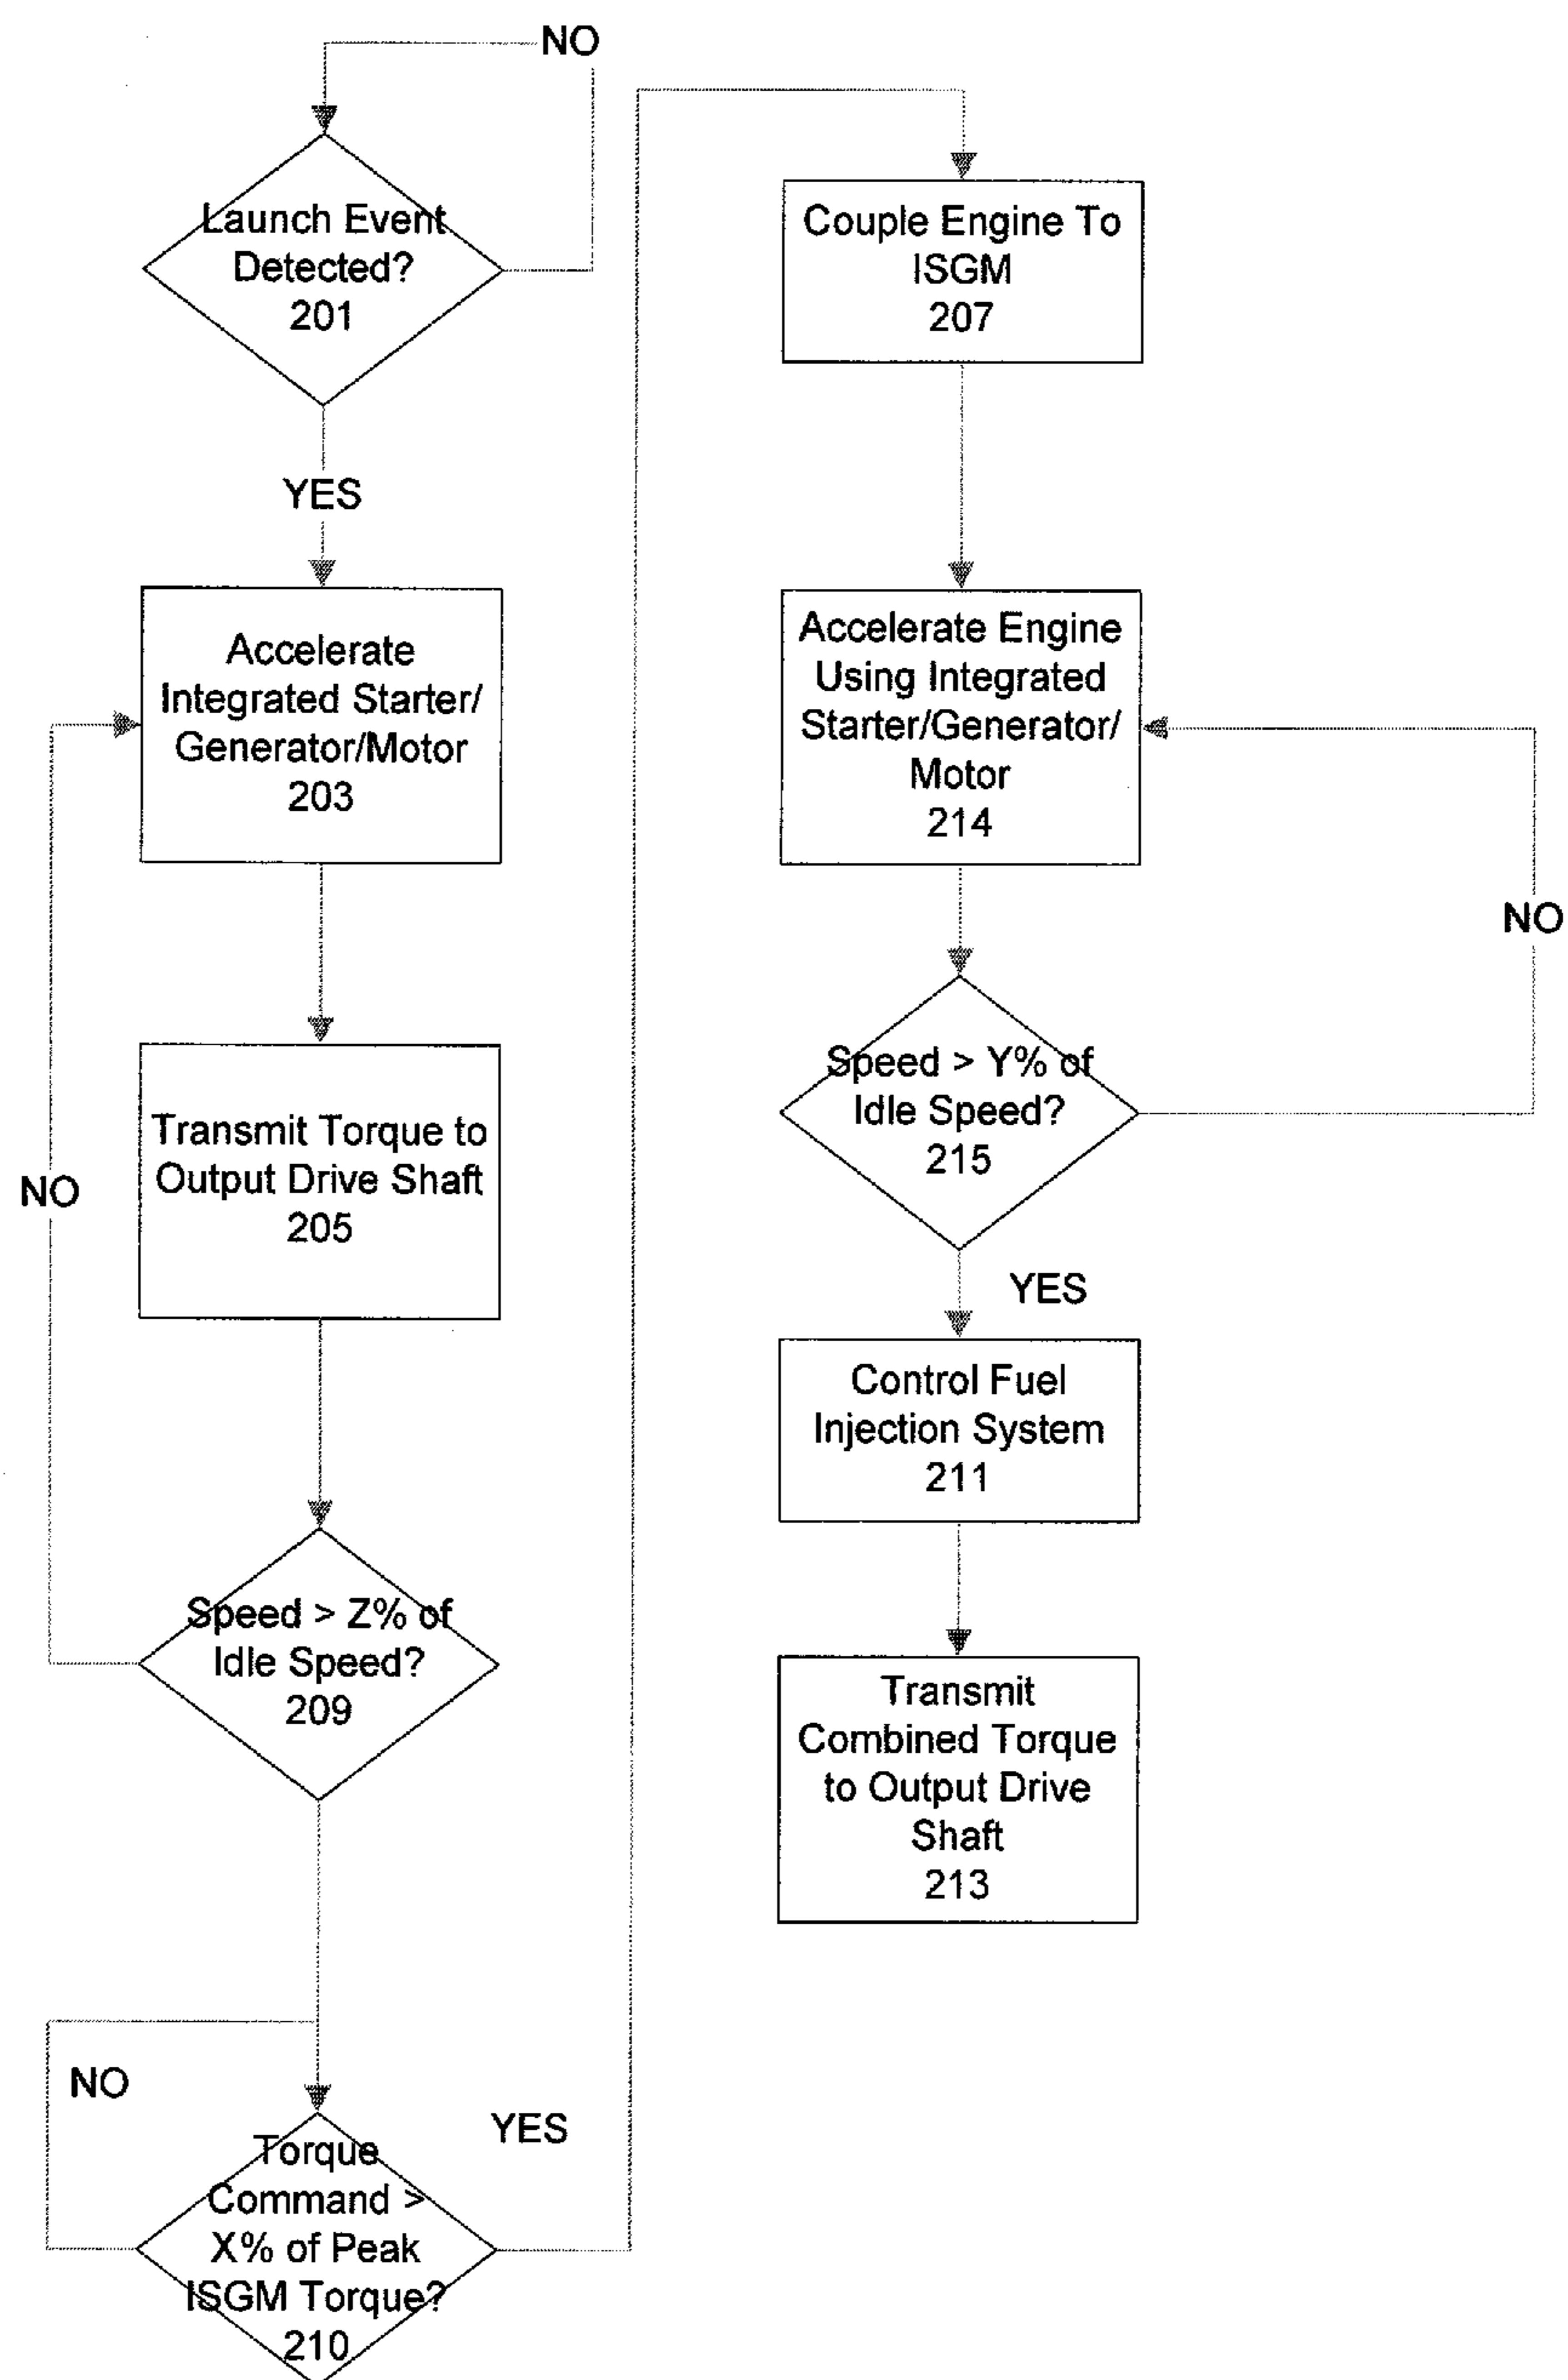 NO
Launch Event
Detected?
201
YES
Accelerate
Integrated Starter/
Generator/Motor
203
Transmit Torque to
Output Drive Shaft
205
NO
Speed > Z% of
Idle Speed?
209
NO
YES
Torque
Command >
X% of Peak
ISGM Torque?
210
Couple Engine To
ISGM
207
Accelerate Engine
Using Integrated
Starter/Generator/
Motor
214
NO
Speed > Y% of
Idle Speed?
215
YES
Control Fuel
Injection System
211
Transmit
Combined Torque
to Output Drive
Shaft
213